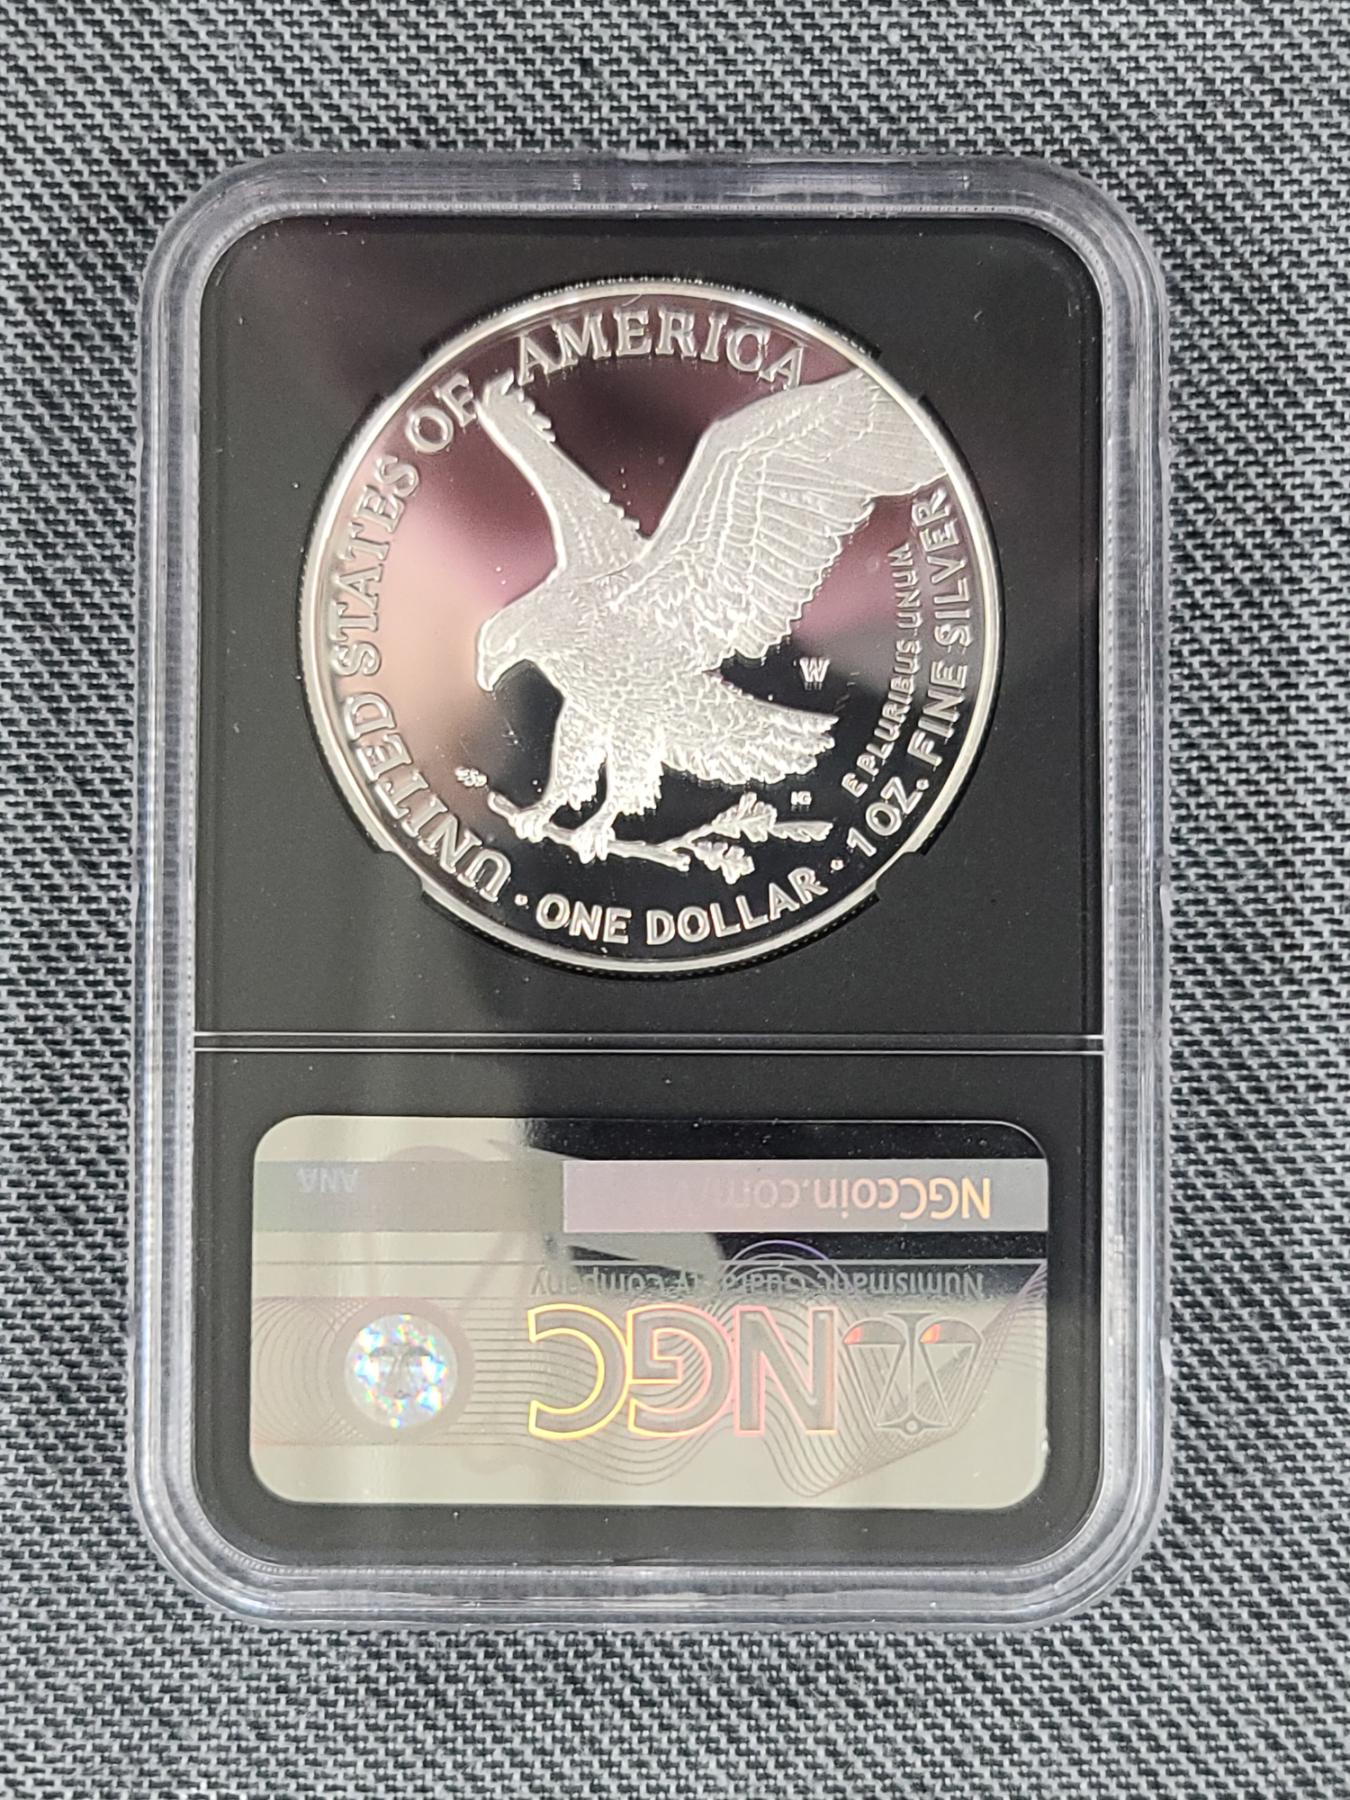 UNITED STATES OF AMERICA
W
E PLURIBUS UNUM
IG
· ONE DOLLAR · 1 OZ. FINE SILVER
NGC
Numismatic Guaranty Company
NGCcoin.com/
ANA